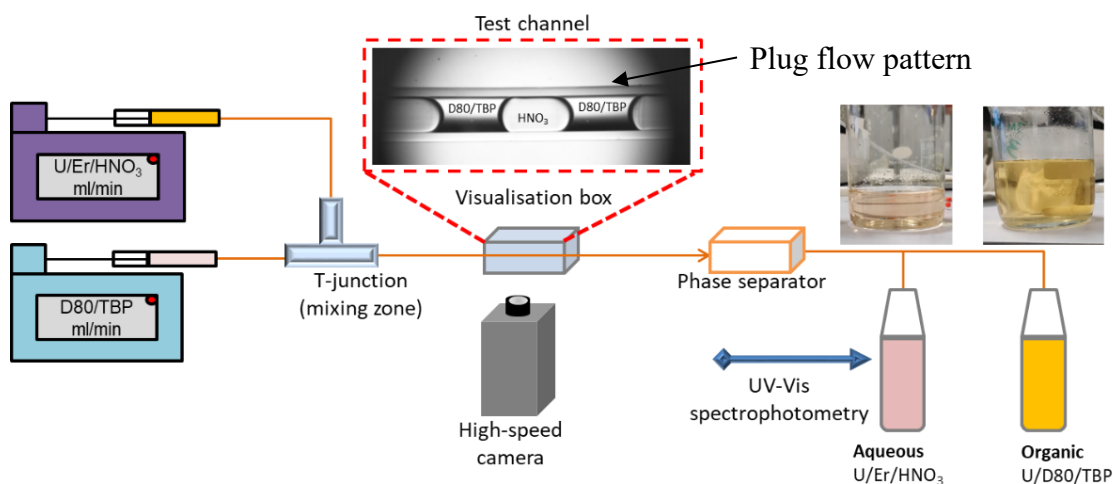 Test channel
Plug flow pattern
D80/TBP
HNO₃
D80/TBP
U/Er/HNO₃
ml/min
Visualisation box
D80/TBP
ml/min
T-junction
(mixing zone)
Phase separator
High-speed
camera
UV-Vis
spectrophotometry
Aqueous
U/Er/HNO₃
Organic
U/D80/TBP